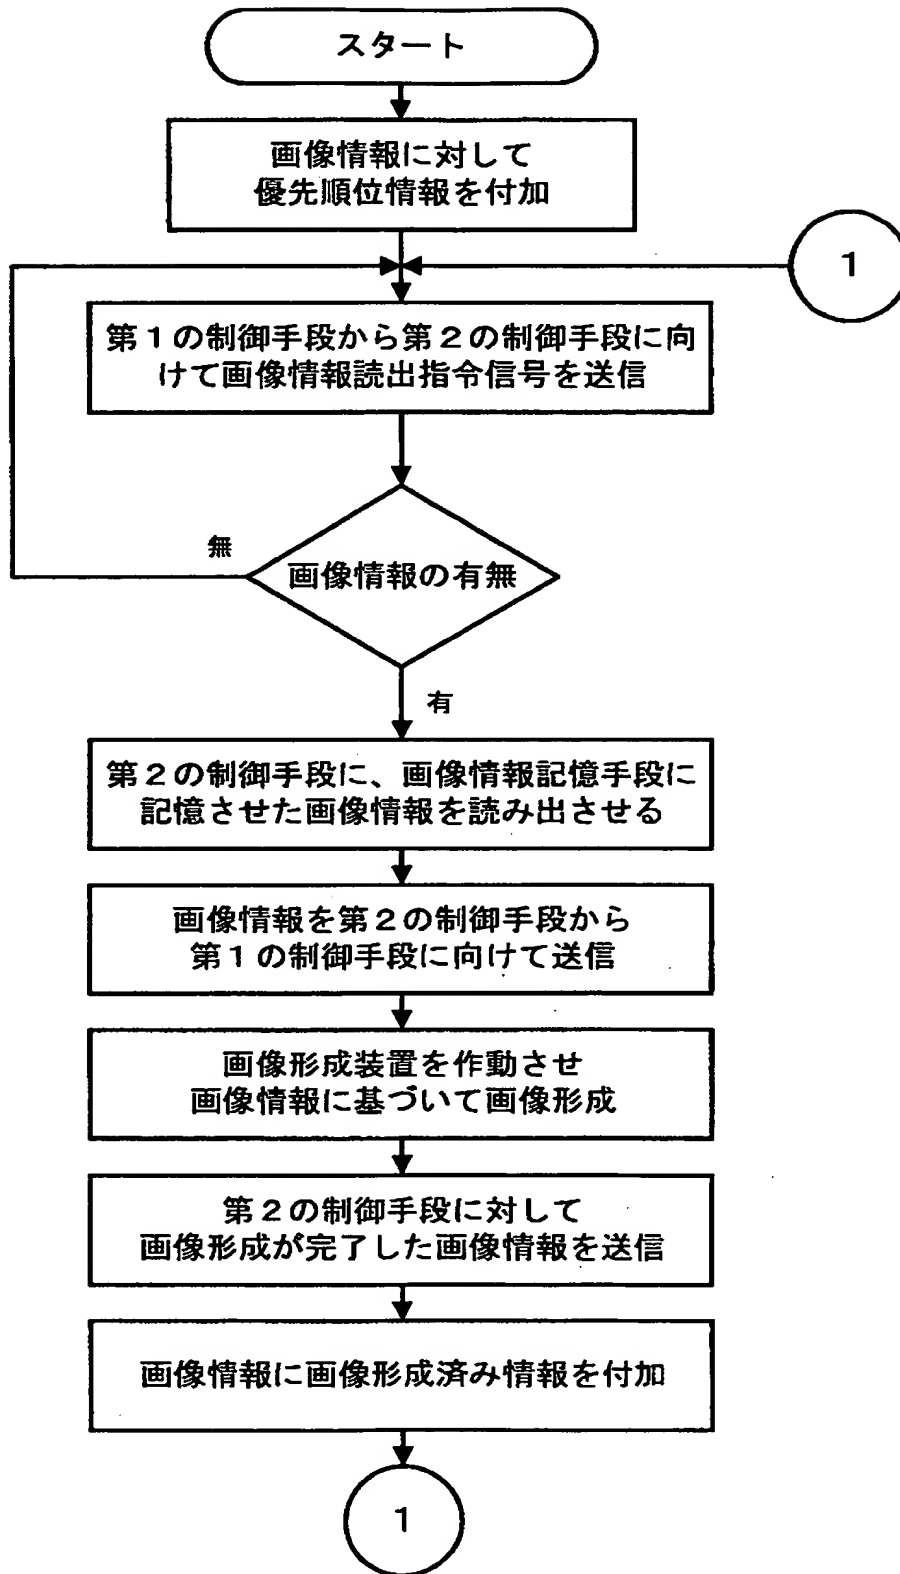 スタート
画像情報に対して
優先順位情報を付加
1
第1の制御手段から第2の制御手段に向
けて画像情報読出指令信号を送信
無
画像情報の有無
有
第2の制御手段に、画像情報記憶手段に
記憶させた画像情報を読み出させる
画像情報を第2の制御手段から
第1の制御手段に向けて送信
画像形成装置を作動させ
画像情報に基づいて画像形成
第2の制御手段に対して
画像形成が完了した画像情報を送信
画像情報に画像形成済み情報を付加
1